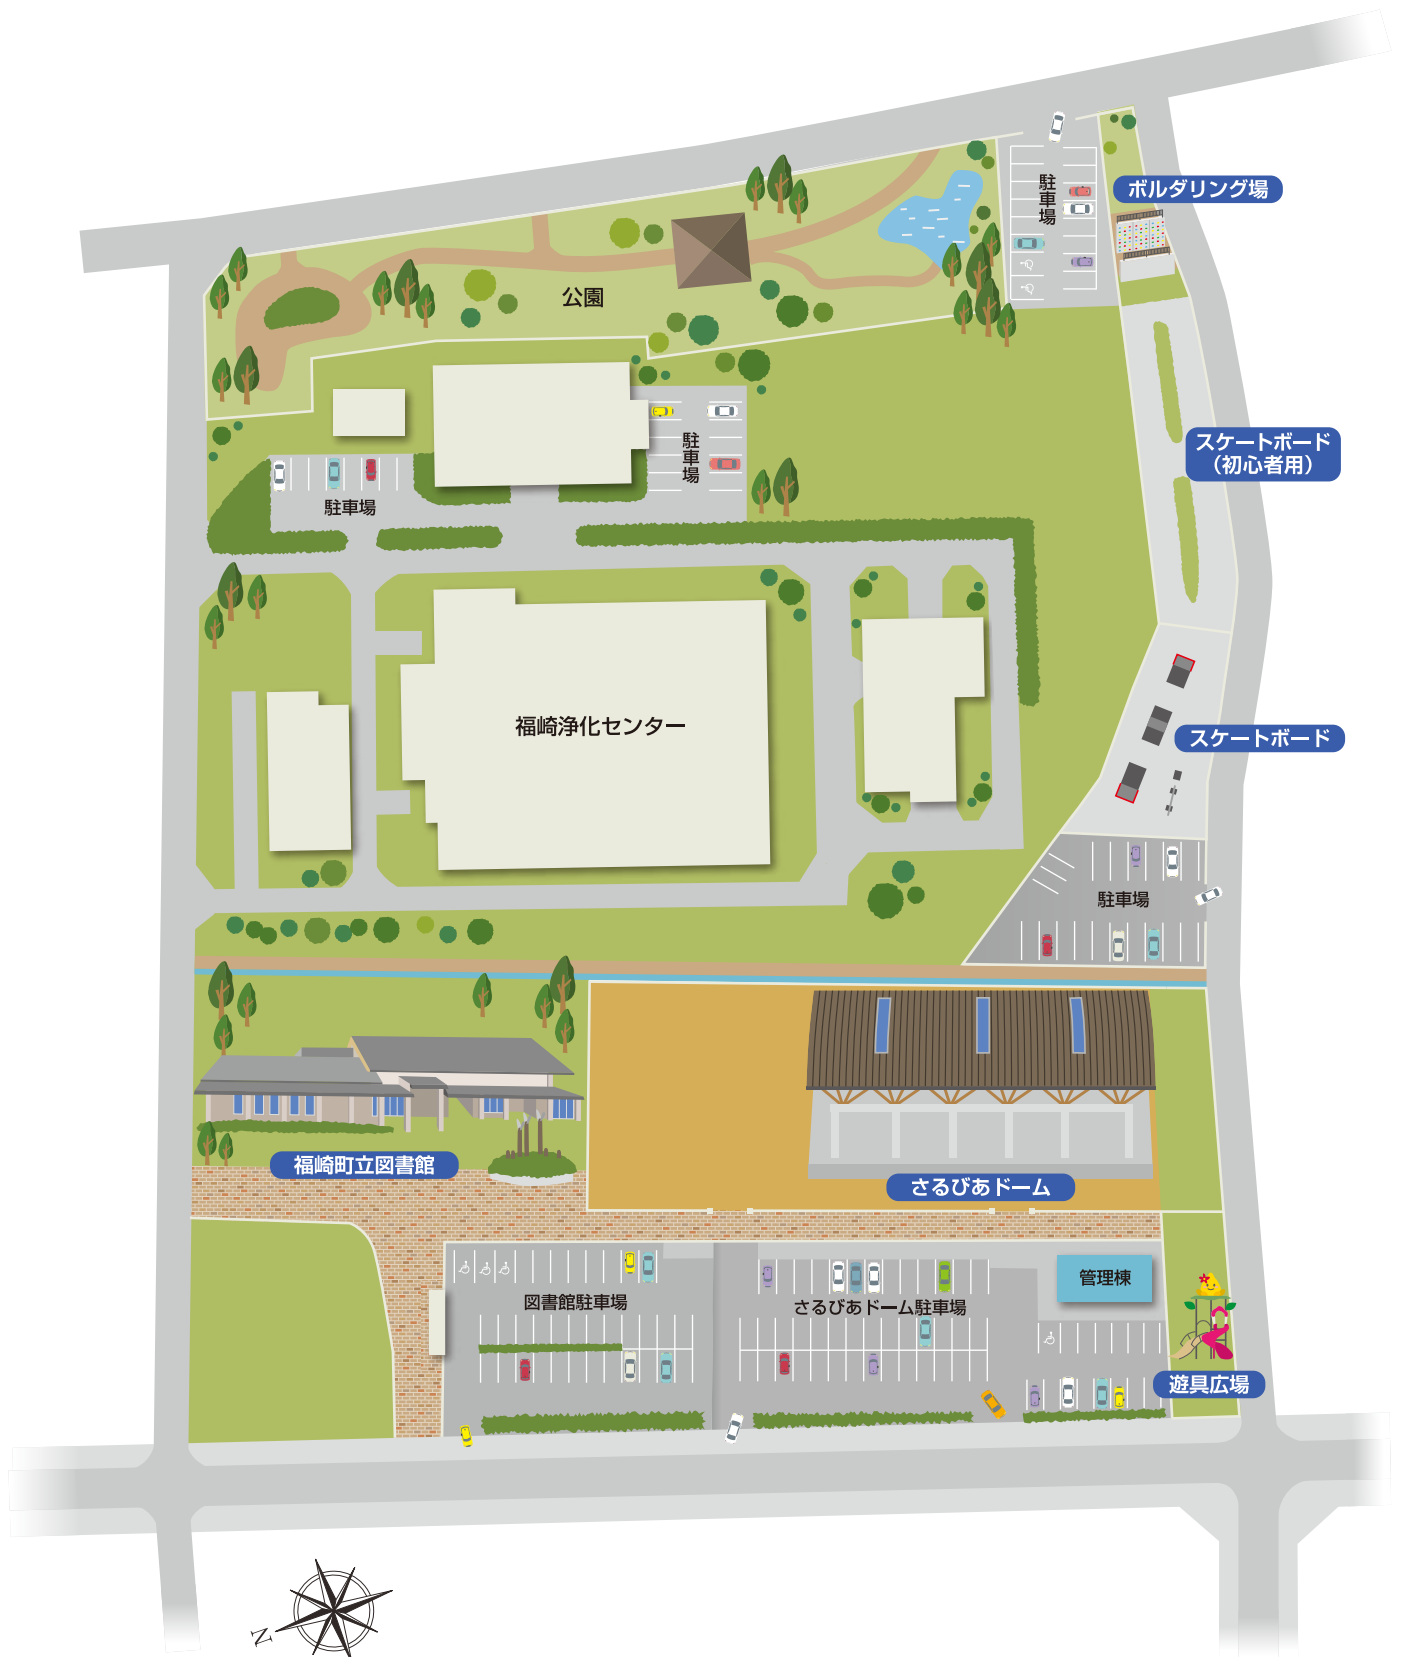 駐車場
ボルダリング場
公園
スケートボード
（初心者用）
駐車場
駐車場
福崎浄化センター
スケートボード
駐車場
福崎町立図書館
さるびあドーム
管理棟
図書館駐車場
さるびあドーム駐車場
遊具広場
N